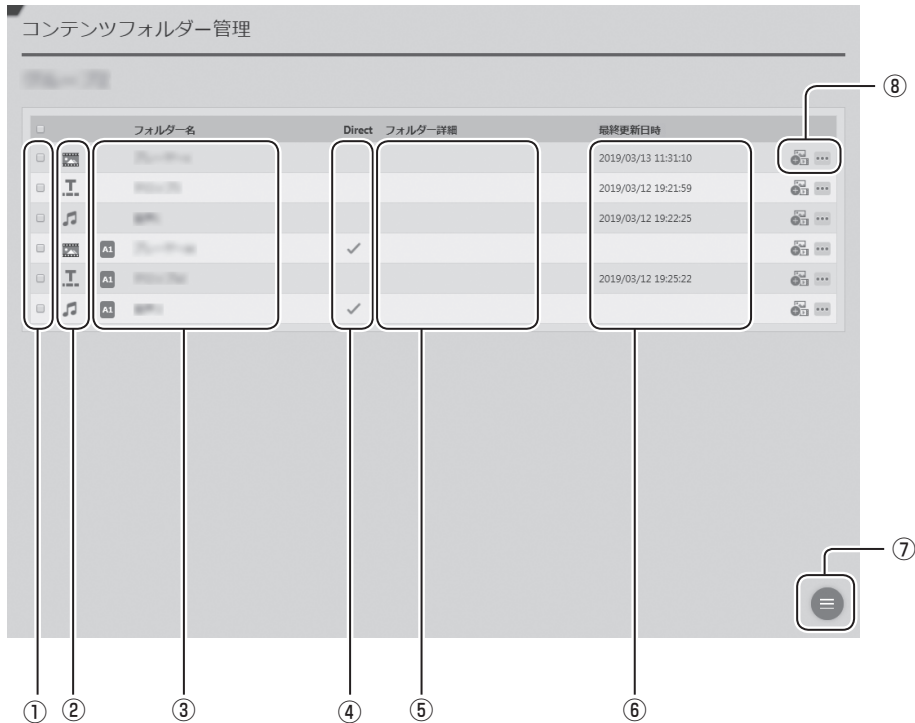 コンテンツフォルダー管理
⑧
フォルダー名 Direct フォルダー詳細 最終更新日時
2019/03/13 11:31:10
T 2019/03/12 19:21:59
2019/03/12 19:22:25
A1
T A1 2019/03/12 19:25:22
A1
⑦
① ② ③ ④ ⑤ ⑥